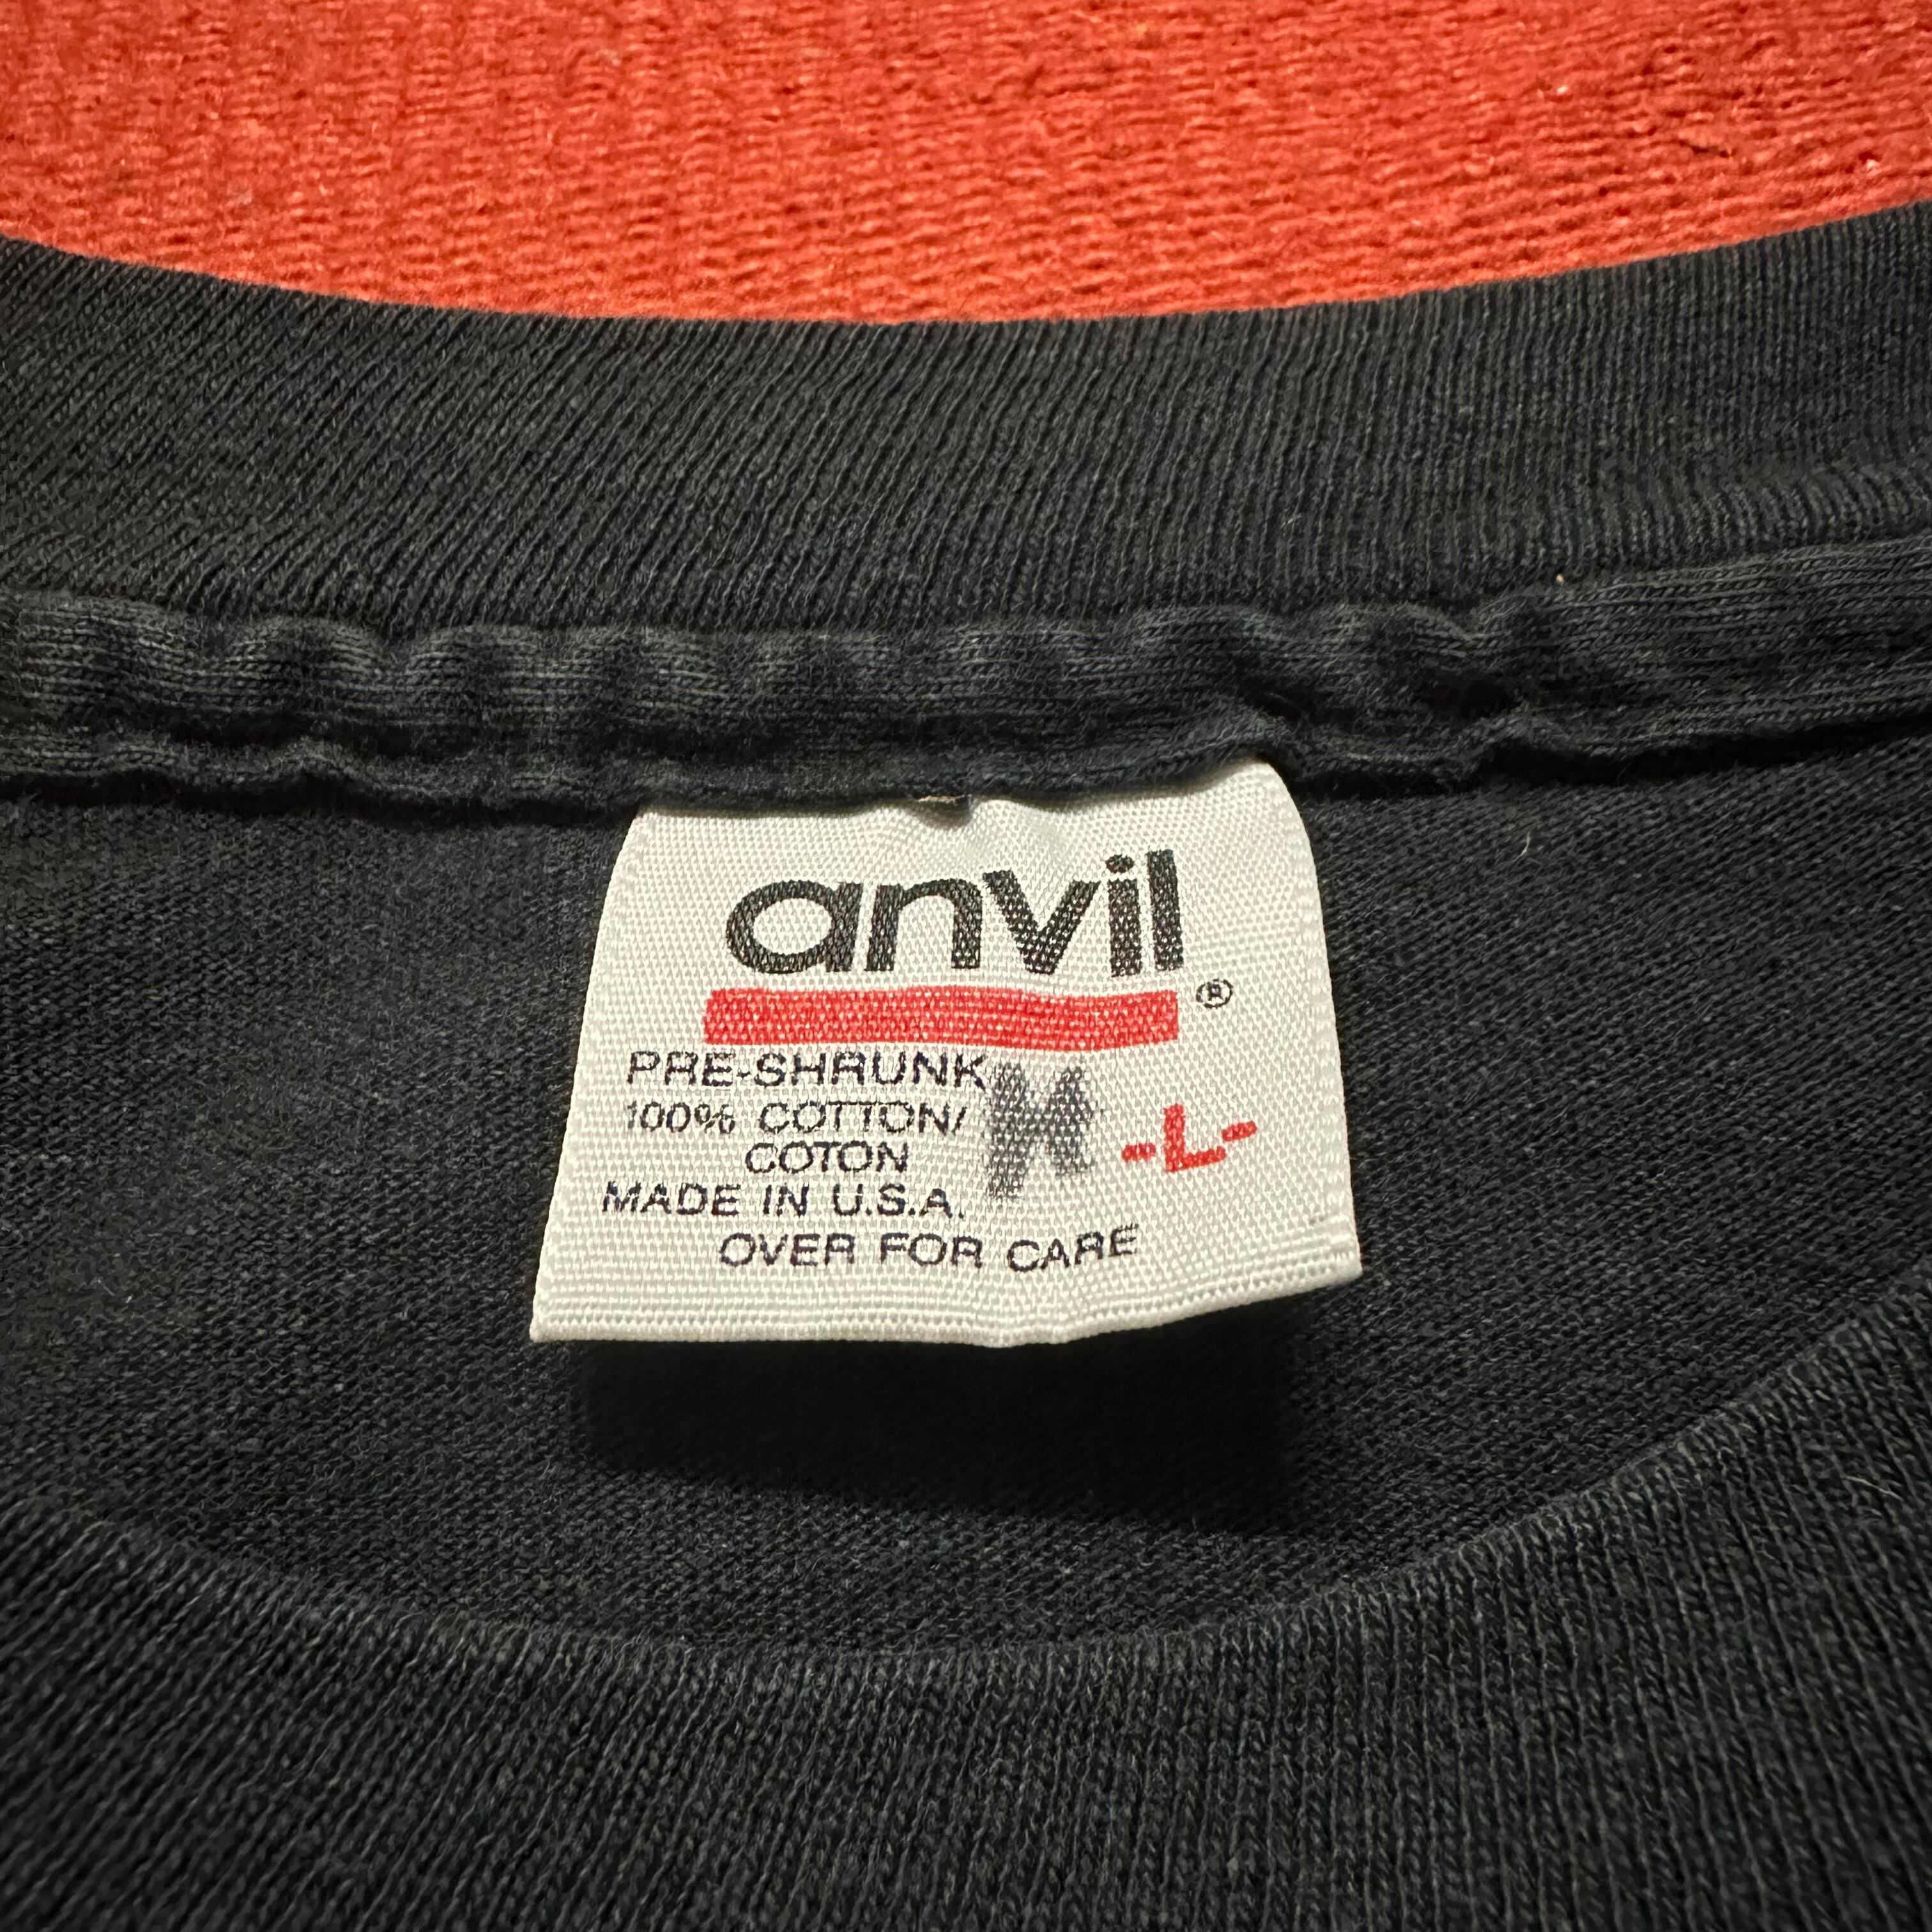 anvil
®
PRE-SHRUNK
100% COTTON/
COTON
-L-
MADE IN U.S.A.
OVER FOR CARE